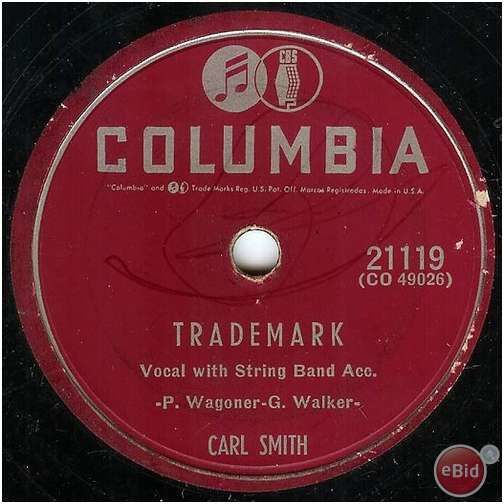 CBS
COLUMBIA
"Columbia" and Trade Marks Reg. U.S. Pat. Off. Marcas Registradas. Made in U.S.A.
21119
(CO 49026)
TRADEMARK
Vocal with String Band Acc.
-P. Wagoner-G. Walker-
CARL SMITH
eBid